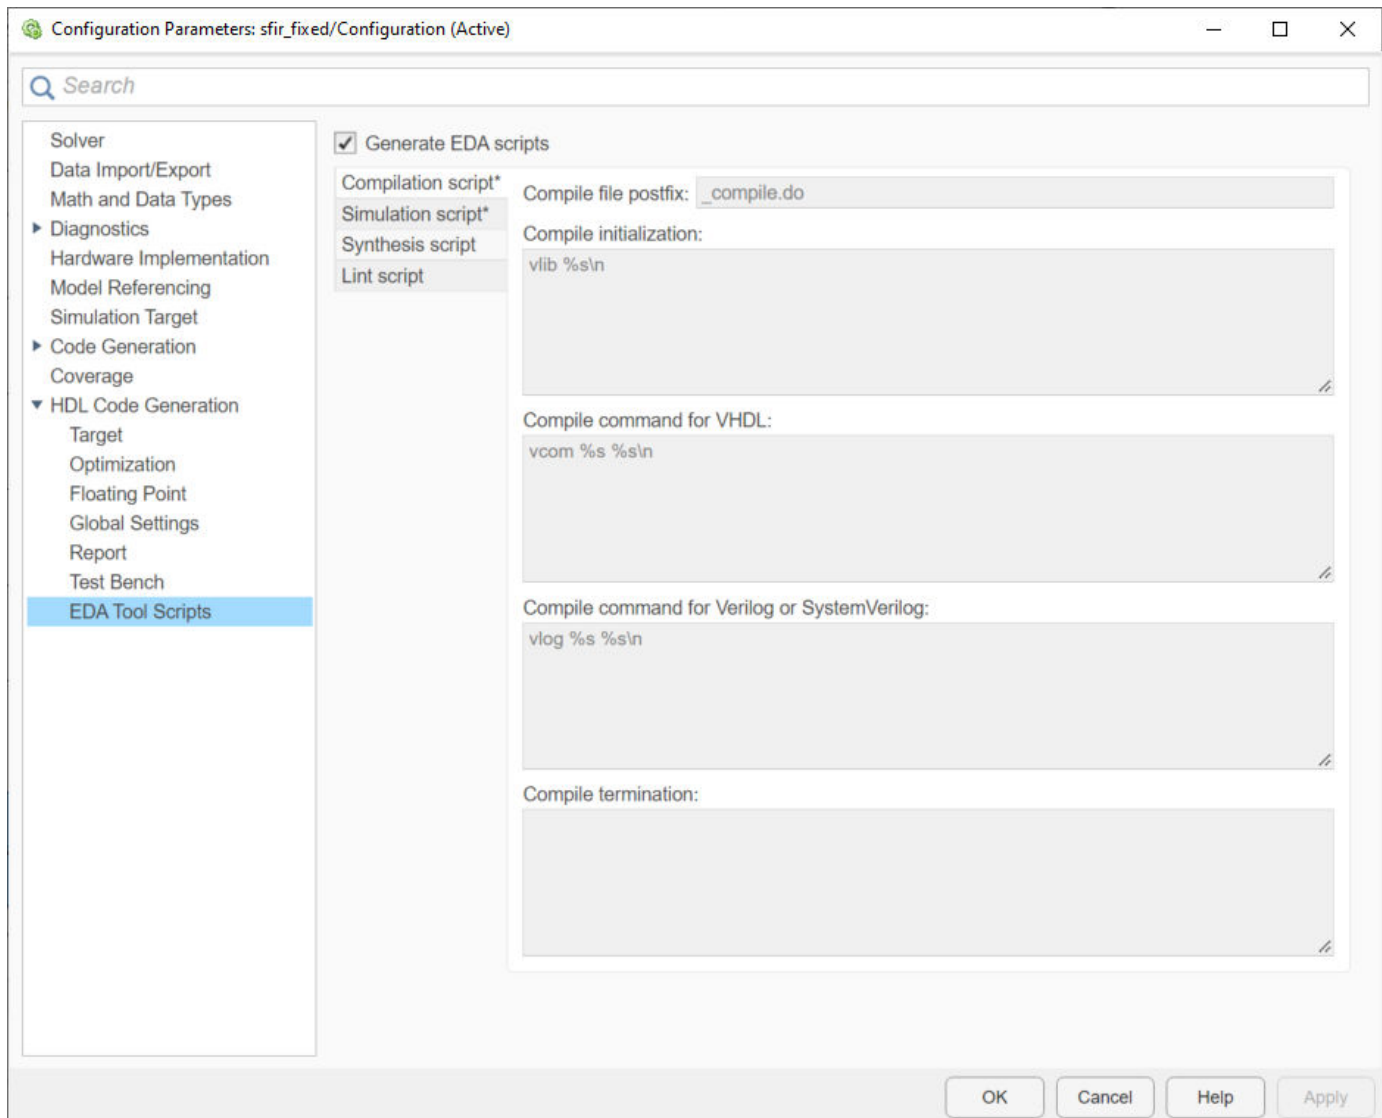 Configuration Parameters: sfir_fixed/Configuration (Active)
Search
Solver
Data Import/Export
Math and Data Types
Diagnostics
Hardware Implementation
Model Referencing
Simulation Target
Code Generation
Coverage
HDL Code Generation
Target
Optimization
Floating Point
Global Settings
Report
Test Bench
EDA Tool Scripts
Generate EDA scripts
Compilation script*
Simulation script*
Synthesis script
Lint script
Compile file postfix: _compile.do
Compile initialization:
vlib %s\n
Compile command for VHDL:
vcom %s %s\n
Compile command for Verilog or SystemVerilog:
vlog %s %s\n
Compile termination:
OK Cancel Help Apply